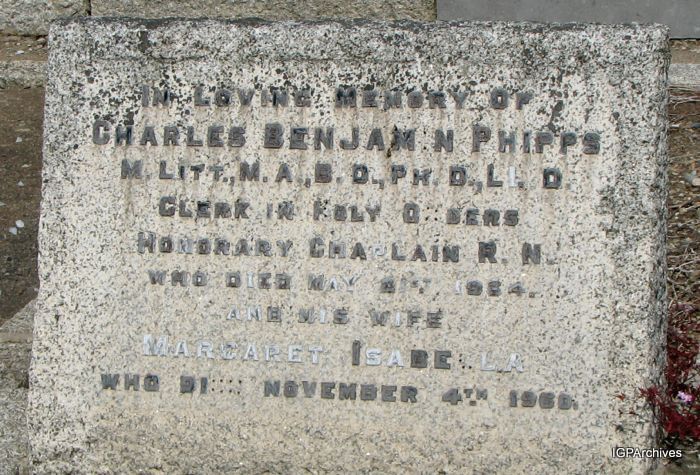 In Loving Memory Of
Charles Benjamin Phipps
M. Litt., M.A., B.D., Ph.D., LL.D.
Clerk in Holy Orders
Honorary Chaplain R.N.
who died May 21st 1954.
and his wife
Margaret Isabella
who died November 4th 1960.
IGPArchives